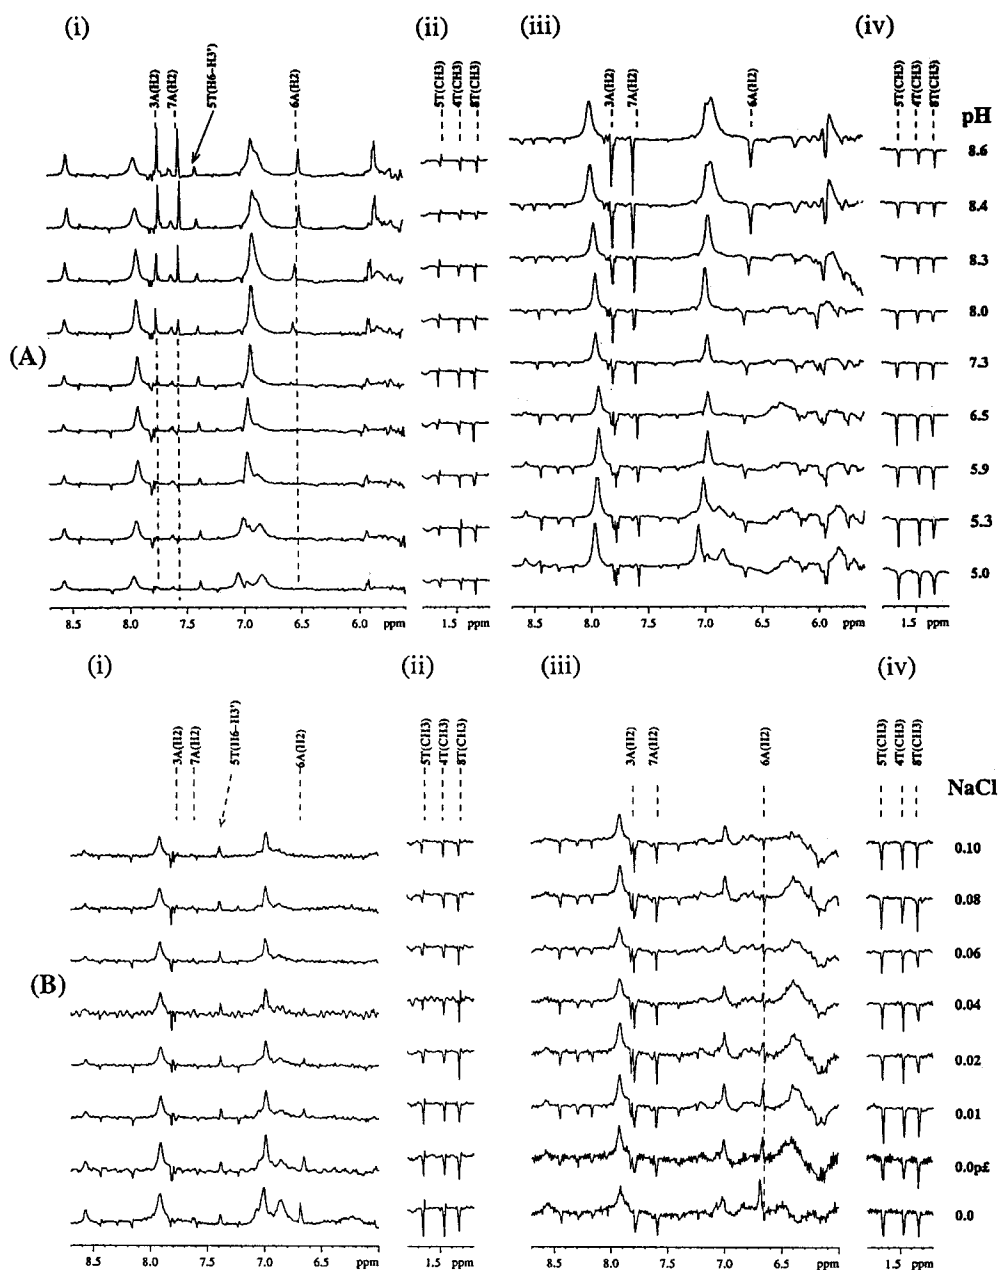 (i) (ii) (iii) (iv)
3A(H2) 7A(H2) 5T(H6-H3') 6A(H2) 5T(CH3) 4T(CH3) 8T(CH3) 3A(H2) 7A(H2) 6A(H2) 5T(CH3) 4T(CH3) 8T(CH3)
pH
8.6
8.4
8.3
8.0
(A)
7.3
6.5
5.9
5.3
5.0
8.5 8.0 7.5 7.0 6.5 6.0 ppm 1.5 ppm 8.5 8.0 7.5 7.0 6.5 6.0 ppm 1.5 ppm
(i) (ii) (iii) (iv)
3A(H2) 7A(H2) 5T(H6-H3') 6A(H2) 5T(CH3) 4T(CH3) 8T(CH3) 3A(H2) 7A(H2) 6A(H2) 5T(CH3) 4T(CH3) 8T(CH3)
NaCl
0.10
0.08
0.06
(B)
0.04
0.02
0.01
0.0p£
0.0
8.5 8.0 7.5 7.0 6.5 ppm 1.5 ppm 8.5 8.0 7.5 7.0 6.5 ppm 1.5 ppm